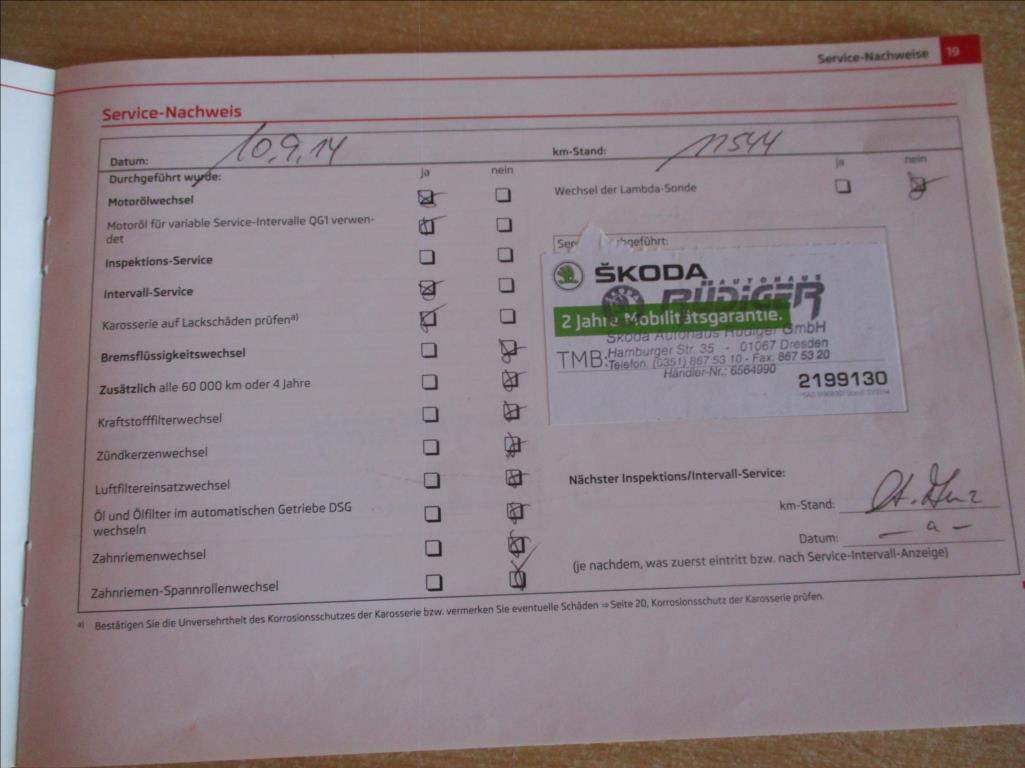 Service-Nachweise 19
Service-Nachweis
Datum: 10.9.14 km-Stand: 11544
Durchgeführt wurde: ja nein ja nein
Motorölwechsel
Wechsel der Lambda-Sonde
Motoröl für variable Service-Intervalle QG1 verwen-
det
Inspektions-Service
Intervall-Service
Karosserie auf Lackschäden prüfen a)
Bremsflüssigkeitswechsel
Zusätzlich alle 60 000 km oder 4 Jahre
Kraftstofffilterwechsel
Zündkerzenwechsel
Luftfiltereinsatzwechsel
Öl und Ölfilter im automatischen Getriebe DSG
wechseln
Zahnriemenwechsel
Zahnriemen-Spannrollenwechsel
ŠKODA
AUTOHAUS
RÜDIGER
2 Jahre Mobilitätsgarantie.
Skoda Autohaus Rüdiger GmbH
TMB: Hamburger Str. 35 - 01067 Dresden
Telefon: (0351) 867 53 10 - Fax. 867 53 20
Händler-Nr.: 6564990
2199130
Nächster Inspektions/Intervall-Service:
km-Stand:
Datum: - " -
(je nachdem, was zuerst eintritt bzw. nach Service-Intervall-Anzeige)
a) Bestätigen Sie die Unversehrtheit des Korrosionsschutzes der Karosserie bzw. vermerken Sie eventuelle Schäden ⇒ Seite 20, Korrosionsschutz der Karosserie prüfen.